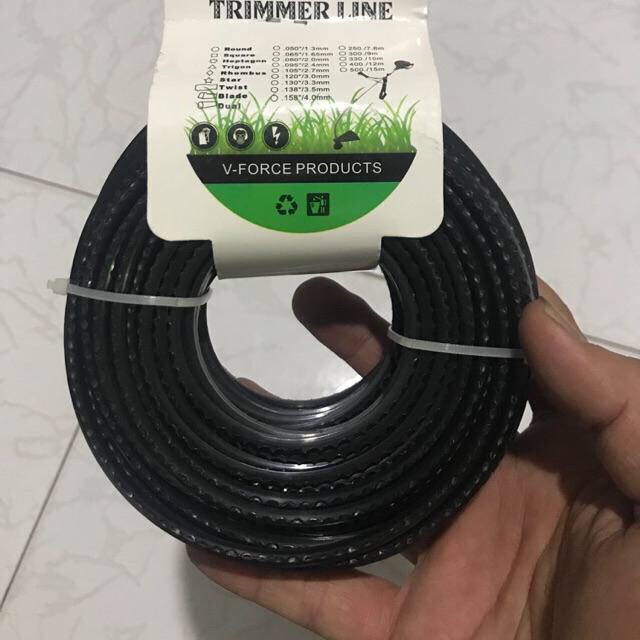 TRIMMER LINE
Round
Square
Heptagon
Trigon
Rhombus
Star
Twist
Blade
Dual
.050"/1.3mm
.065"/1.65mm
.080"/2.0mm
.095"/2.4mm
.105"/2.7mm
.120"/3.0mm
.130"/3.3mm
.138"/3.5mm
.158"/4.0mm
250./7.6m
300./9m
330/10m
400/12m
500./15m
V-FORCE PRODUCTS